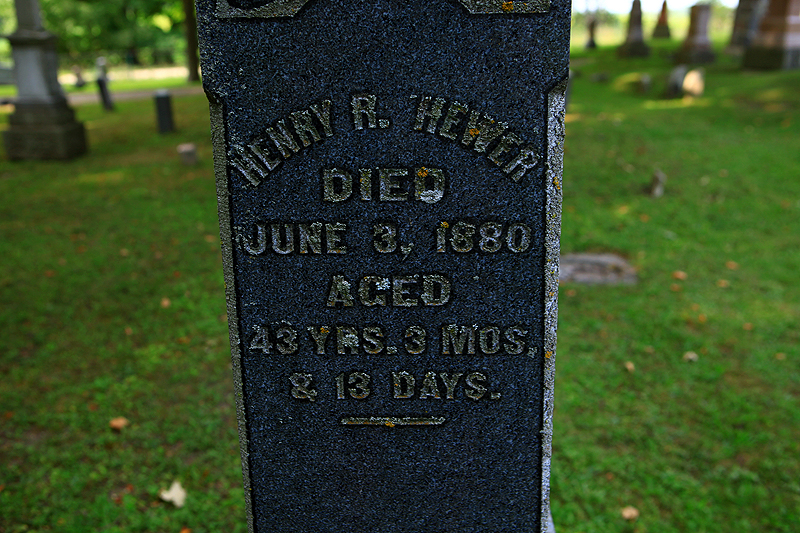 HENRY R. HEWER
DIED
JUNE 3, 1880
AGED
43 YRS. 3 MOS.
& 13 DAYS.